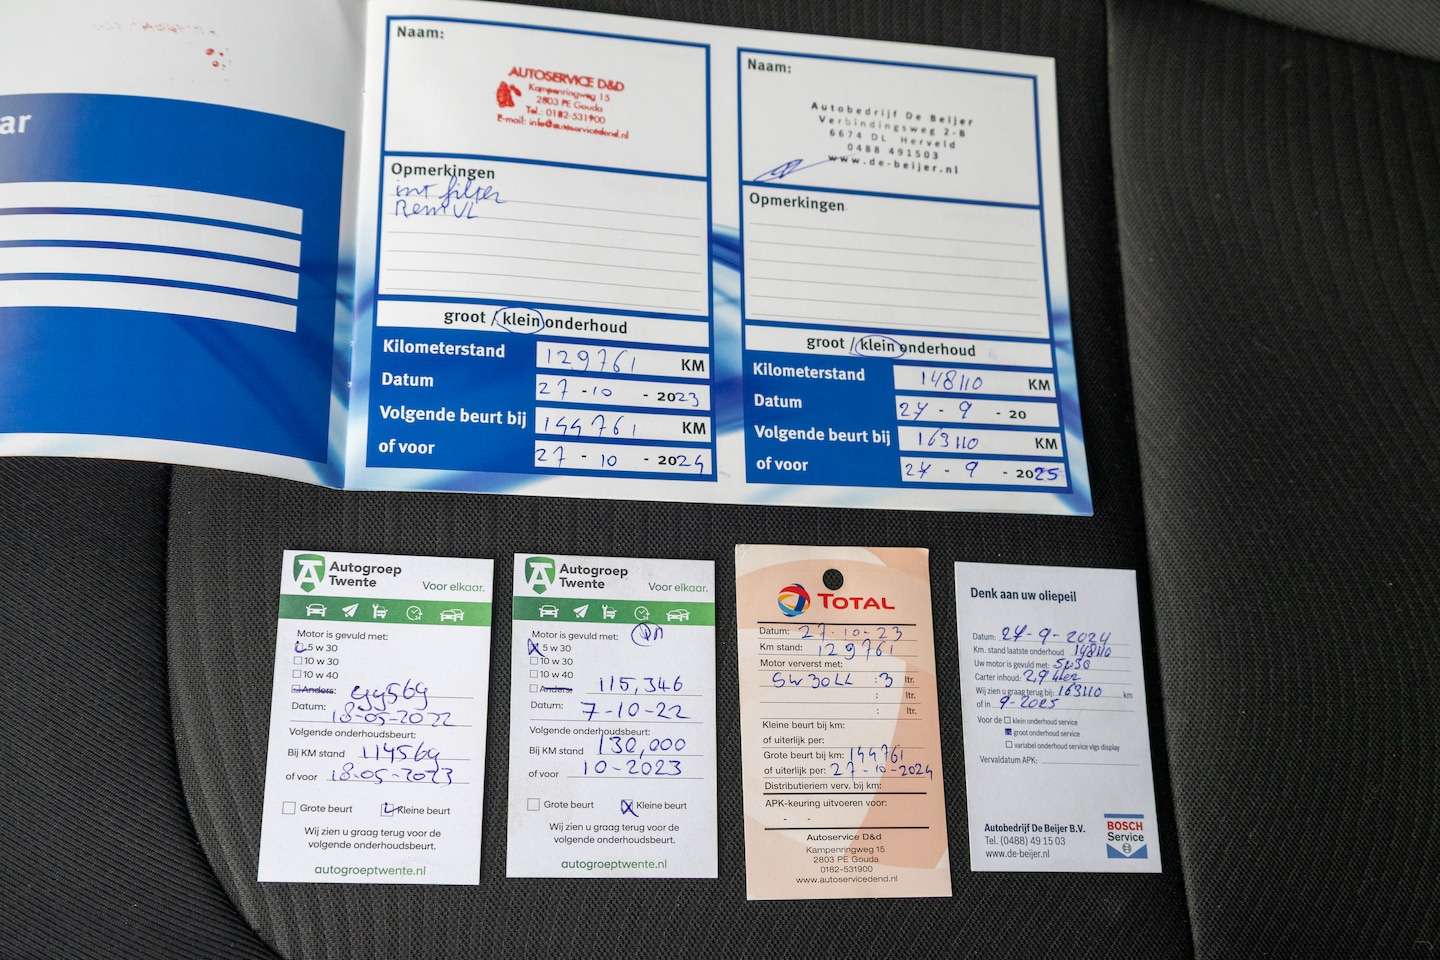 ar
Naam:
AUTOSERVICE D&D
Kampenringweg 15
2803 PE Gouda
Tel.: 0182-531900
E-mail: info@autoservicedend.nl
Opmerkingen
int filter
Rem VL
groot / klein onderhoud
Kilometerstand 129761 KM
Datum 27 - 10 - 2023
Volgende beurt bij 144761 KM
of voor 27 - 10 - 2024
Naam:
Autobedrijf De Beijer
Verbindingsweg 2-B
6674 DL Herveld
0488 491503
www.de-beijer.nl
Opmerkingen
groot / klein onderhoud
Kilometerstand 148110 KM
Datum 24 - 9 - 20
Volgende beurt bij 163110 KM
of voor 24 - 9 - 2025
Autogroep
Twente
Voor elkaar.
Motor is gevuld met:
5 w 30
10 w 30
10 w 40
Anders: 99569
Datum: 18-05-2022
Volgende onderhoudsbeurt:
Bij KM stand 114569
of voor 18-05-2023
Grote beurt Kleine beurt
Wij zien u graag terug voor de
volgende onderhoudsbeurt.
autogroeptwente.nl
Autogroep
Twente
Voor elkaar.
Motor is gevuld met:
5 w 30
10 w 30
10 w 40
Anders: 115,346
Datum: 7-10-22
Volgende onderhoudsbeurt:
Bij KM stand 130,000
of voor 10-2023
Grote beurt Kleine beurt
Wij zien u graag terug voor de
volgende onderhoudsbeurt.
autogroeptwente.nl
TOTAL
Datum: 27-10-23
Km stand: 129761
Motor ververst met:
5W30LL : 3 ltr.
: ltr.
: ltr.
Kleine beurt bij km:
of uiterlijk per:
Grote beurt bij km: 144761
of uiterlijk per: 27-10-2024
Distributieriem verv. bij km:
APK-keuring uitvoeren voor:
- -
Autoservice D&d
Kampenringweg 15
2803 PE Gouda
0182-531900
www.autoservicedend.nl
Denk aan uw oliepeil
Datum: 24-9-2024
Km. stand laatste onderhoud 148110
Uw motor is gevuld met: 5w30
Carter inhoud: 2,9 liter
Wij zien u graag terug bij: 163110 km
of in 9-2025
Voor de klein onderhoud service
groot onderhoud service
variabel onderhoud service vlgs display
Vervaldatum APK:
Autobedrijf De Beijer B.V.
Tel. (0488) 49 15 03
www.de-beijer.nl
BOSCH
Service